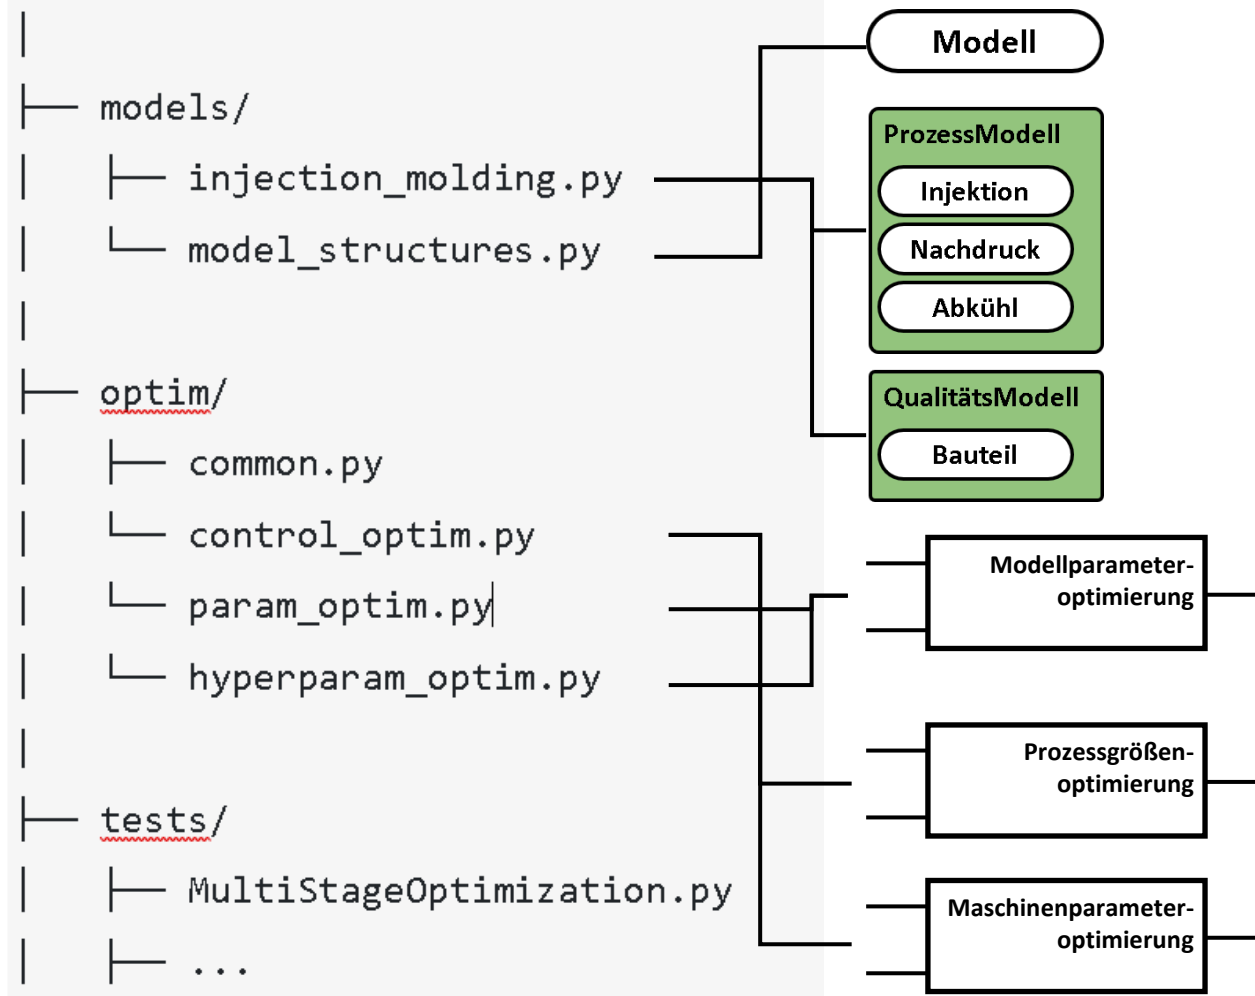 models/
injection_molding.py
model_structures.py
optim/
common.py
control_optim.py
param_optim.py
hyperparam_optim.py
tests/
MultiStageOptimization.py
...
Modell
ProzessModell
Injektion
Nachdruck
Abkühl
QualitätsModell
Bauteil
Modellparameter-
optimierung
Prozessgrößen-
optimierung
Maschinenparameter-
optimierung